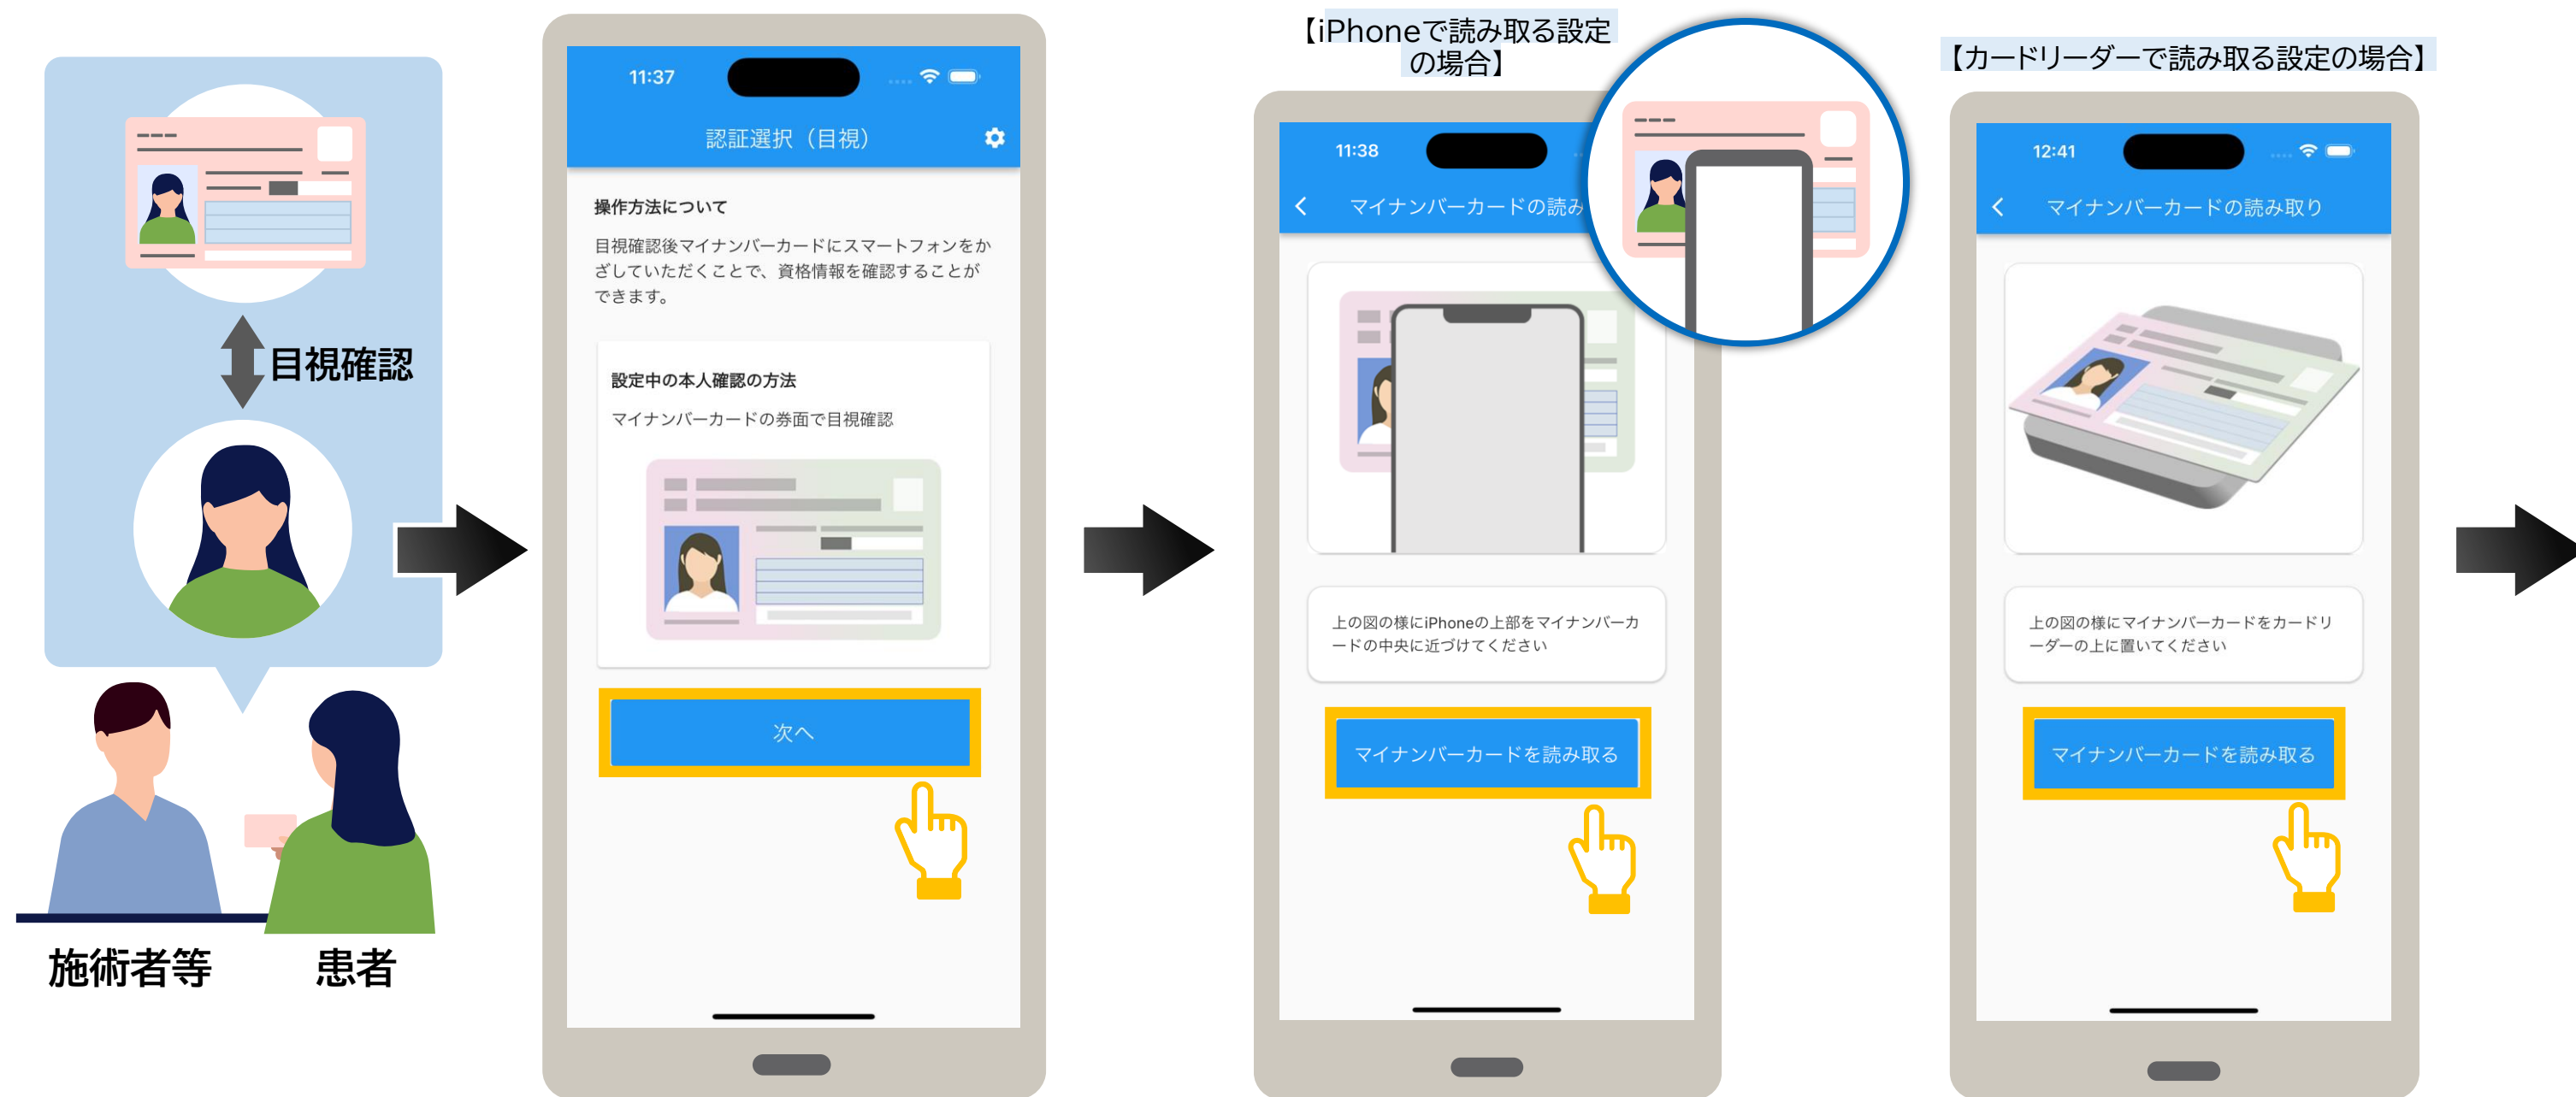 目視確認
施術者等
患者
11:37
認証選択（目視）
操作方法について
目視確認後マイナンバーカードにスマートフォンをか
ざしていただくことで、資格情報を確認することが
できます。
設定中の本人確認の方法
マイナンバーカードの券面で目視確認
次へ
【iPhoneで読み取る設定
の場合】
11:38
マイナンバーカードの読み
上の図の様にiPhoneの上部をマイナンバーカ
ードの中央に近づけてください
マイナンバーカードを読み取る
【カードリーダーで読み取る設定の場合】
12:41
マイナンバーカードの読み取り
上の図の様にマイナンバーカードをカードリ
ーダーの上に置いてください
マイナンバーカードを読み取る